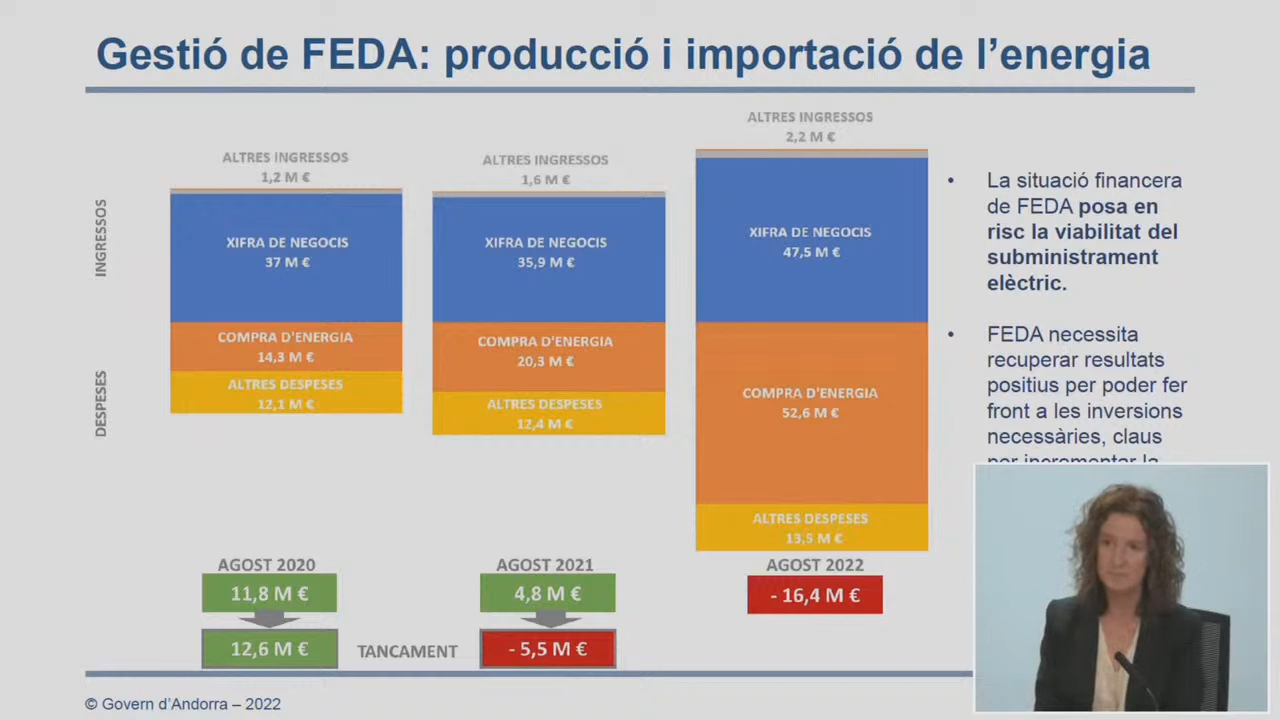 Gestió de FEDA: producció i importació de l'energia
INGRESSOS
DESPESES
ALTRES INGRESSOS
1,2 M €
XIFRA DE NEGOCIS
37 M €
COMPRA D'ENERGIA
14,3 M €
ALTRES DESPESES
12,1 M €
AGOST 2020
11,8 M €
12,6 M €
TANCAMENT
ALTRES INGRESSOS
1,6 M €
XIFRA DE NEGOCIS
35,9 M €
COMPRA D'ENERGIA
20,3 M €
ALTRES DESPESES
12,4 M €
AGOST 2021
4,8 M €
- 5,5 M €
ALTRES INGRESSOS
2,2 M €
XIFRA DE NEGOCIS
47,5 M €
COMPRA D'ENERGIA
52,6 M €
ALTRES DESPESES
13,5 M €
AGOST 2022
- 16,4 M €
• La situació financera
de FEDA posa en
risc la viabilitat del
subministrament
elèctric.
• FEDA necessita
recuperar resultats
positius per poder fer
front a les inversions
necessàries, claus
per incrementar la
© Govern d'Andorra – 2022